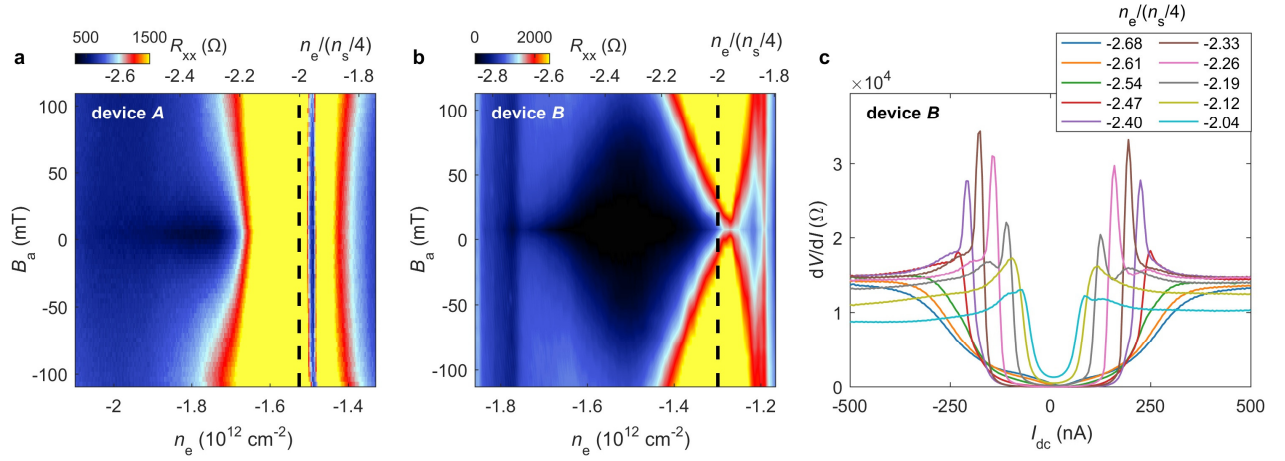 a
500 1500 Rxx (Ω) ne/(ns/4)
-2.6 -2.4 -2.2 -2 -1.8
device A
100
50
0
-50
-100
Ba (mT)
-2 -1.8 -1.6 -1.4
ne (10^12 cm^-2)
b
0 2000 Rxx (Ω) ne/(ns/4)
-2.8 -2.6 -2.4 -2.2 -2 -1.8
device B
100
50
0
-50
-100
Ba (mT)
-1.8 -1.6 -1.4 -1.2
ne (10^12 cm^-2)
c
ne/(ns/4)
-2.68 -2.33
-2.61 -2.26
-2.54 -2.19
-2.47 -2.12
-2.40 -2.04
×10^4
device B
3
2
1
0
dV/dI (Ω)
-500 -250 0 250 500
Idc (nA)